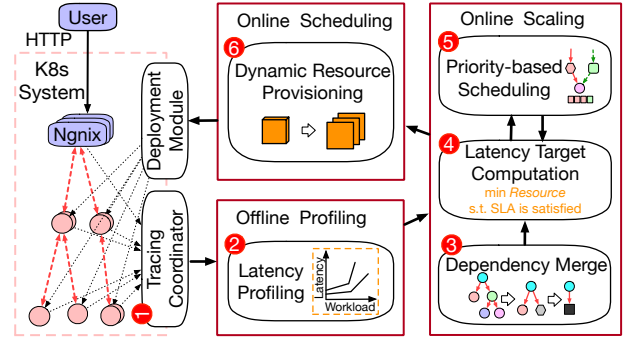 User
HTTP
K8s
System
Ngnix
Deployment
Module
Tracing
Coordinator
1
Online Scheduling
6
Dynamic Resource
Provisioning
Offline Profiling
2
Latency
Profiling
Latency
Workload
Online Scaling
5
Priority-based
Scheduling
4
Latency Target
Computation
min Resource
s.t. SLA is satisfied
3
Dependency Merge